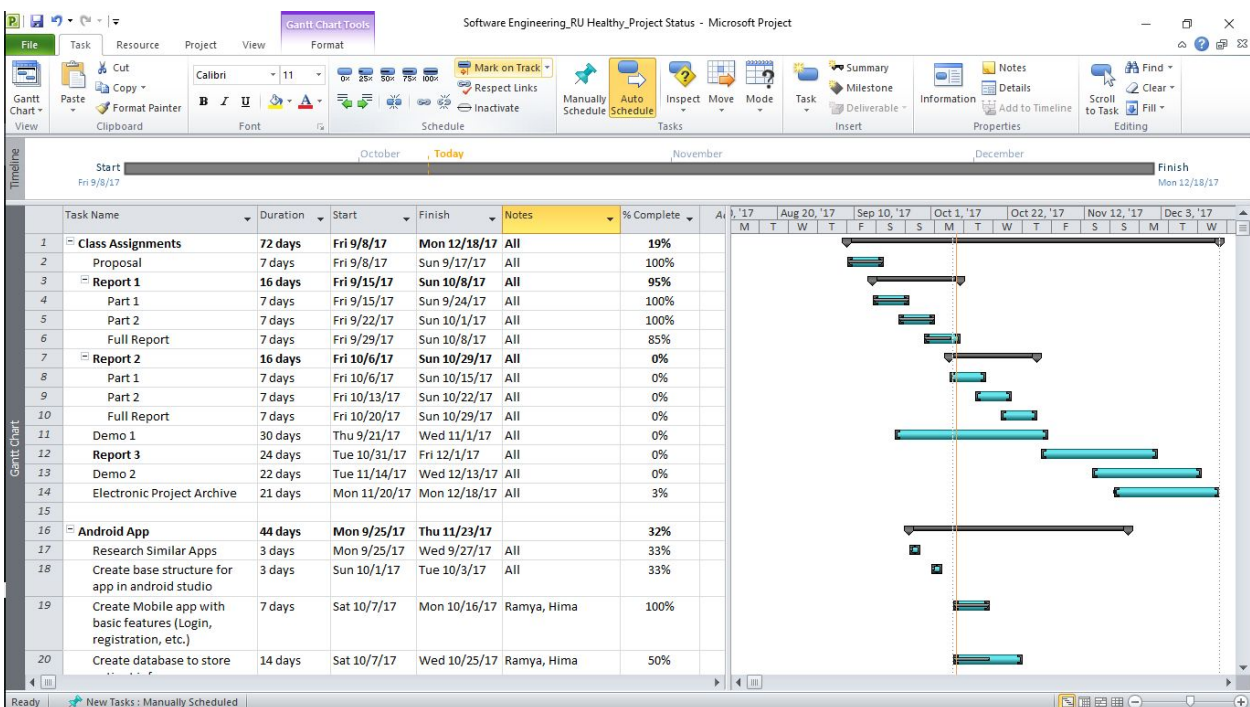 Gantt Chart Tools
Software Engineering_RU Healthy_Project Status - Microsoft Project
File Task Resource Project View Format
Gantt Chart
View
Paste
Cut
Copy
Format Painter
Clipboard
Calibri 11
B I U A
Font
0% 25% 50% 75% 100%
Mark on Track
Respect Links
Inactivate
Schedule
Manually Schedule
Auto Schedule
Inspect Move Mode
Tasks
Task
Summary
Milestone
Deliverable
Insert
Information
Notes
Details
Add to Timeline
Properties
Scroll to Task
Find
Clear
Fill
Editing
Timeline
October Today November December
Start Finish
Fri 9/8/17 Mon 12/18/17
Task Name Duration Start Finish Notes % Complete
, '17 Aug 20, '17 Sep 10, '17 Oct 1, '17 Oct 22, '17 Nov 12, '17 Dec 3, '17
M T W T F S S M T W T F S S M T W
Gantt Chart
1 Class Assignments 72 days Fri 9/8/17 Mon 12/18/17 All 19%
2 Proposal 7 days Fri 9/8/17 Sun 9/17/17 All 100%
3 Report 1 16 days Fri 9/15/17 Sun 10/8/17 All 95%
4 Part 1 7 days Fri 9/15/17 Sun 9/24/17 All 100%
5 Part 2 7 days Fri 9/22/17 Sun 10/1/17 All 100%
6 Full Report 7 days Fri 9/29/17 Sun 10/8/17 All 85%
7 Report 2 16 days Fri 10/6/17 Sun 10/29/17 All 0%
8 Part 1 7 days Fri 10/6/17 Sun 10/15/17 All 0%
9 Part 2 7 days Fri 10/13/17 Sun 10/22/17 All 0%
10 Full Report 7 days Fri 10/20/17 Sun 10/29/17 All 0%
11 Demo 1 30 days Thu 9/21/17 Wed 11/1/17 All 0%
12 Report 3 24 days Tue 10/31/17 Fri 12/1/17 All 0%
13 Demo 2 22 days Tue 11/14/17 Wed 12/13/17 All 0%
14 Electronic Project Archive 21 days Mon 11/20/17 Mon 12/18/17 All 3%
15
16 Android App 44 days Mon 9/25/17 Thu 11/23/17 32%
17 Research Similar Apps 3 days Mon 9/25/17 Wed 9/27/17 All 33%
18 Create base structure for 3 days Sun 10/1/17 Tue 10/3/17 All 33%
app in android studio
19 Create Mobile app with 7 days Sat 10/7/17 Mon 10/16/17 Ramya, Hima 100%
basic features (Login,
registration, etc.)
20 Create database to store 14 days Sat 10/7/17 Wed 10/25/17 Ramya, Hima 50%
Ready New Tasks : Manually Scheduled